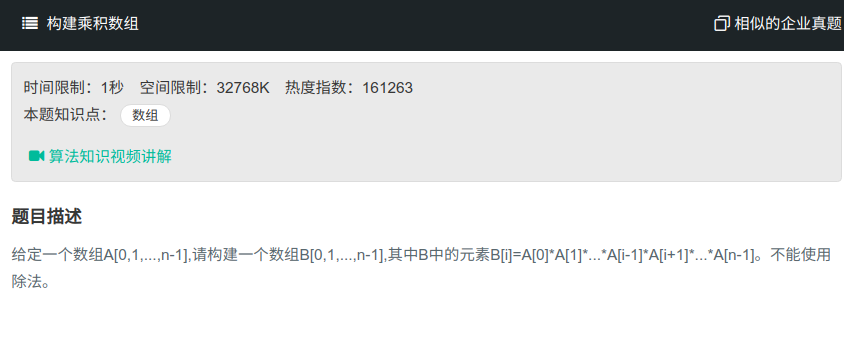 构建乘积数组 相似的企业真题
时间限制：1秒 空间限制：32768K 热度指数：161263
本题知识点： 数组
算法知识视频讲解
题目描述
给定一个数组A[0,1,...,n-1],请构建一个数组B[0,1,...,n-1],其中B中的元素B[i]=A[0]*A[1]*...*A[i-1]*A[i+1]*...*A[n-1]。不能使用
除法。